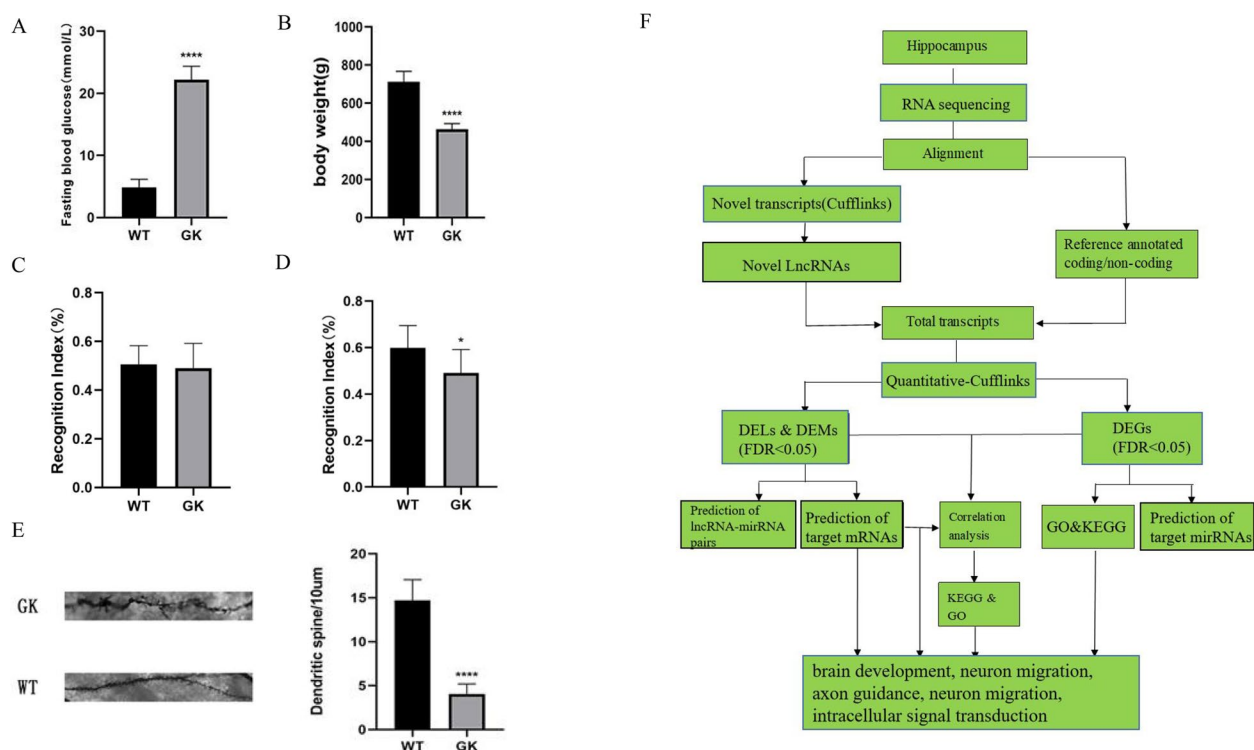 A
Fasting blood glucose(mmol/L)
30
20
10
0
****
WT
GK
B
body weight(g)
1000
800
600
400
200
0
****
WT
GK
C
Recognition Index(%)
0.8
0.6
0.4
0.2
0.0
WT
GK
D
Recognition Index(%)
0.8
0.6
0.4
0.2
0.0
*
WT
GK
E
GK
WT
Dendritic spine/10um
20
15
10
5
0
****
WT
GK
F
Hippocampus
RNA sequencing
Alignment
Novel transcripts(Cufflinks)
Novel LncRNAs
Reference annotated
coding/non-coding
Total transcripts
Quantitative-Cufflinks
DELs & DEMs
(FDR<0.05)
DEGs
(FDR<0.05)
Prediction of
lncRNA-mirRNA
pairs
Prediction of
target mRNAs
Correlation
analysis
GO&KEGG
Prediction of
target mirRNAs
KEGG &
GO
brain development, neuron migration,
axon guidance, neuron migration,
intracellular signal transduction